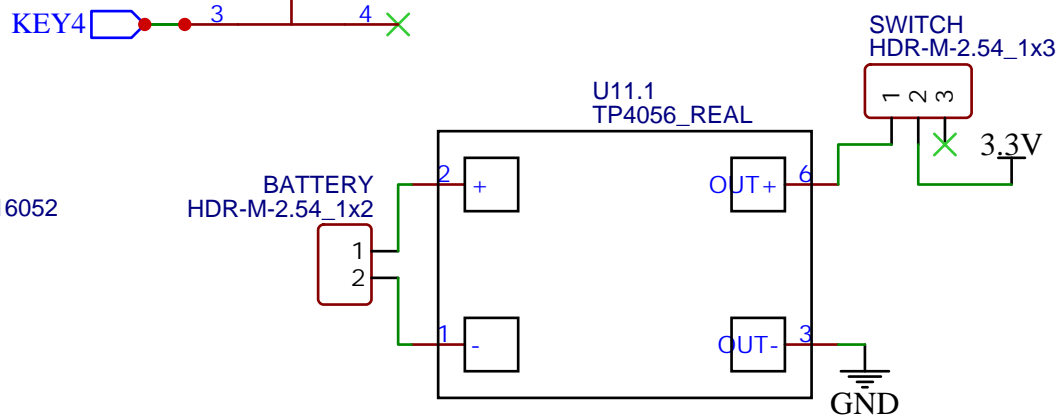 KEY4
3
4
SWITCH
HDR-M-2.54_1x3
1
2
3
3.3V
U11.1
TP4056_REAL
2
+
OUT+
6
BATTERY
HDR-M-2.54_1x2
1
2
16052
1
-
OUT-
3
GND